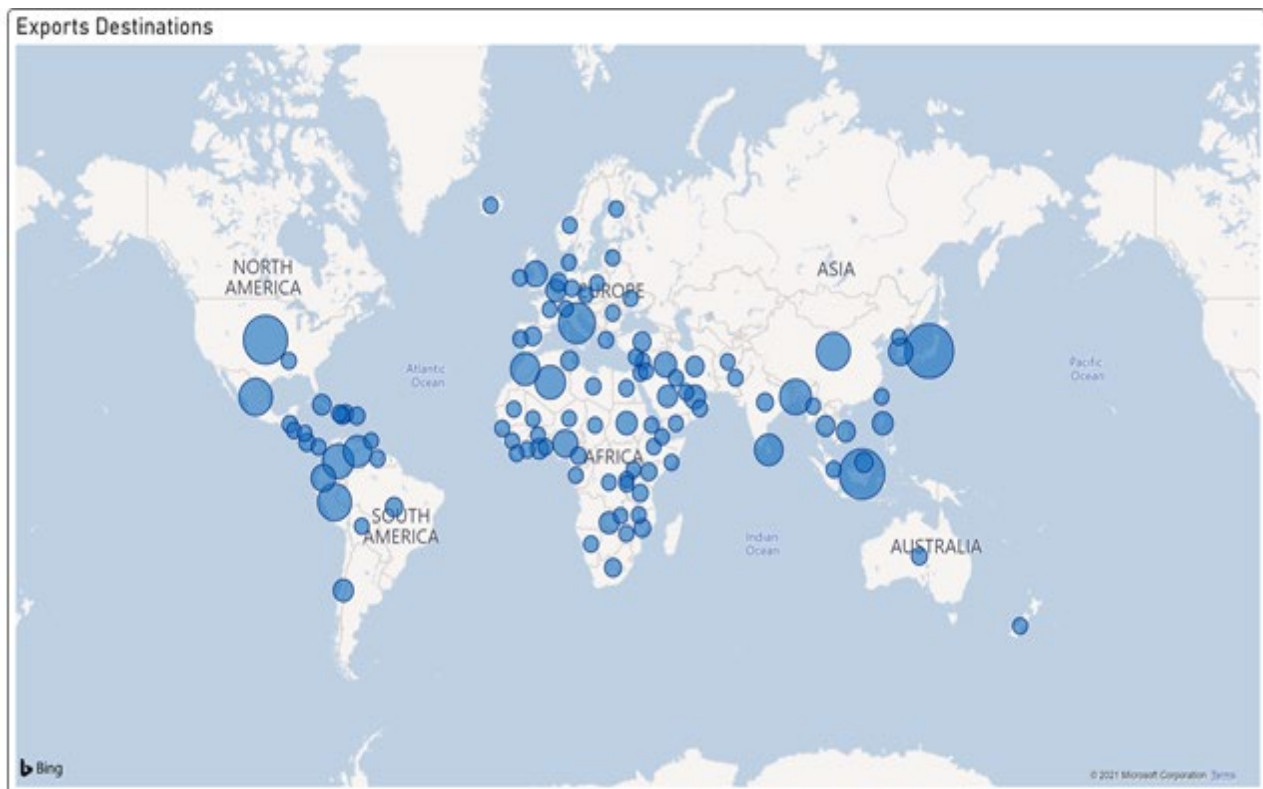 Exports Destinations
NORTH
AMERICA
ASIA
EUROPE
Atlantic
Ocean
Pacific
Ocean
AFRICA
SOUTH
AMERICA
Indian
Ocean
AUSTRALIA
Bing
© 2021 Microsoft Corporation Terms